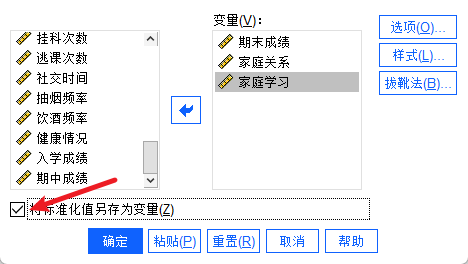 变量(V)：
挂科次数
逃课次数
社交时间
抽烟频率
饮酒频率
健康情况
入学成绩
期中成绩
期末成绩
家庭关系
家庭学习
选项(O)...
样式(L)...
拔靴法(B)...
将标准化值另存为变量(Z)
确定
粘贴(P)
重置(R)
取消
帮助